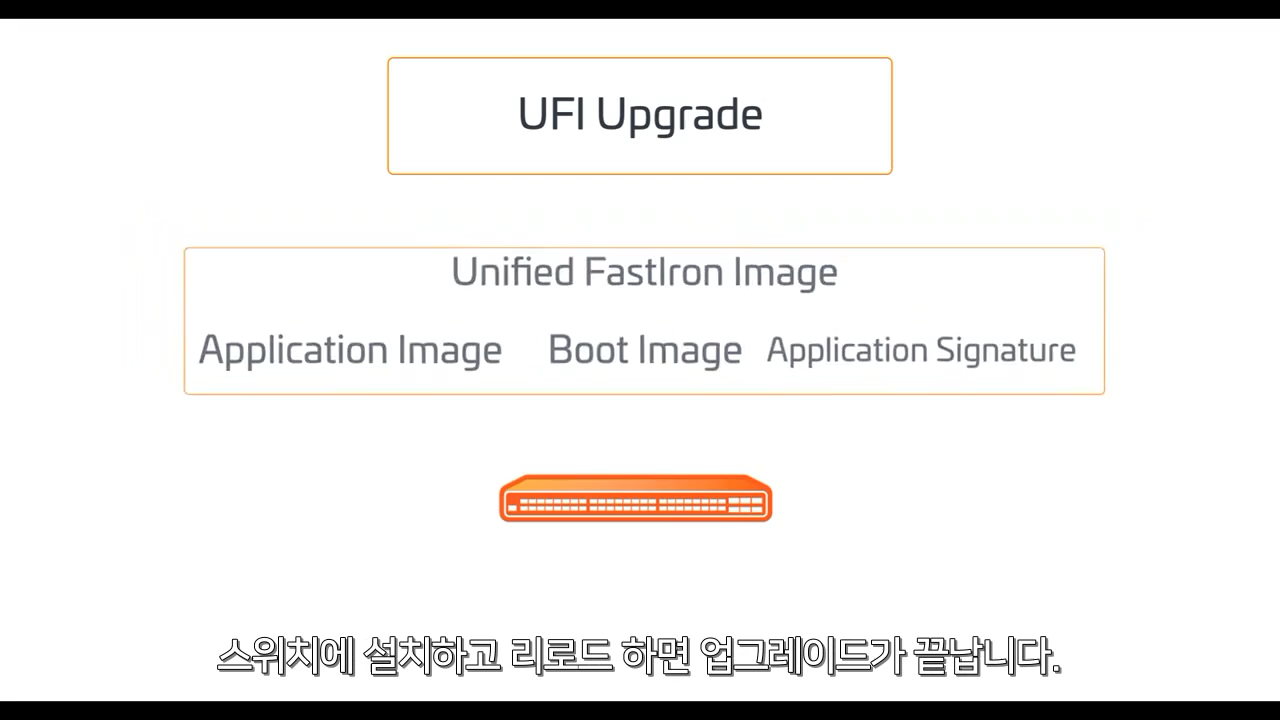 UFI Upgrade
Unified FastIron Image
Application Image Boot Image Application Signature
스위치에 설치하고 리로드 하면 업그레이드가 끝납니다.